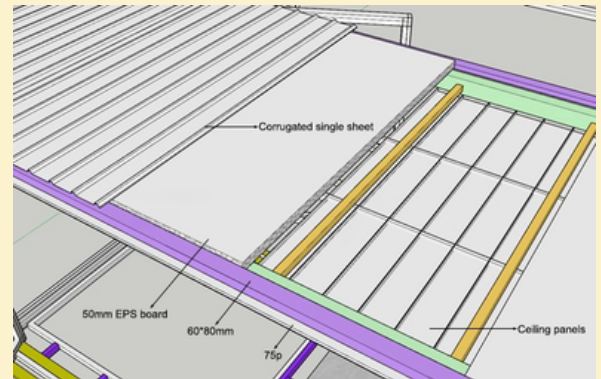 Corrugated single sheet
50mm EPS board
60*80mm
75p
Ceiling panels